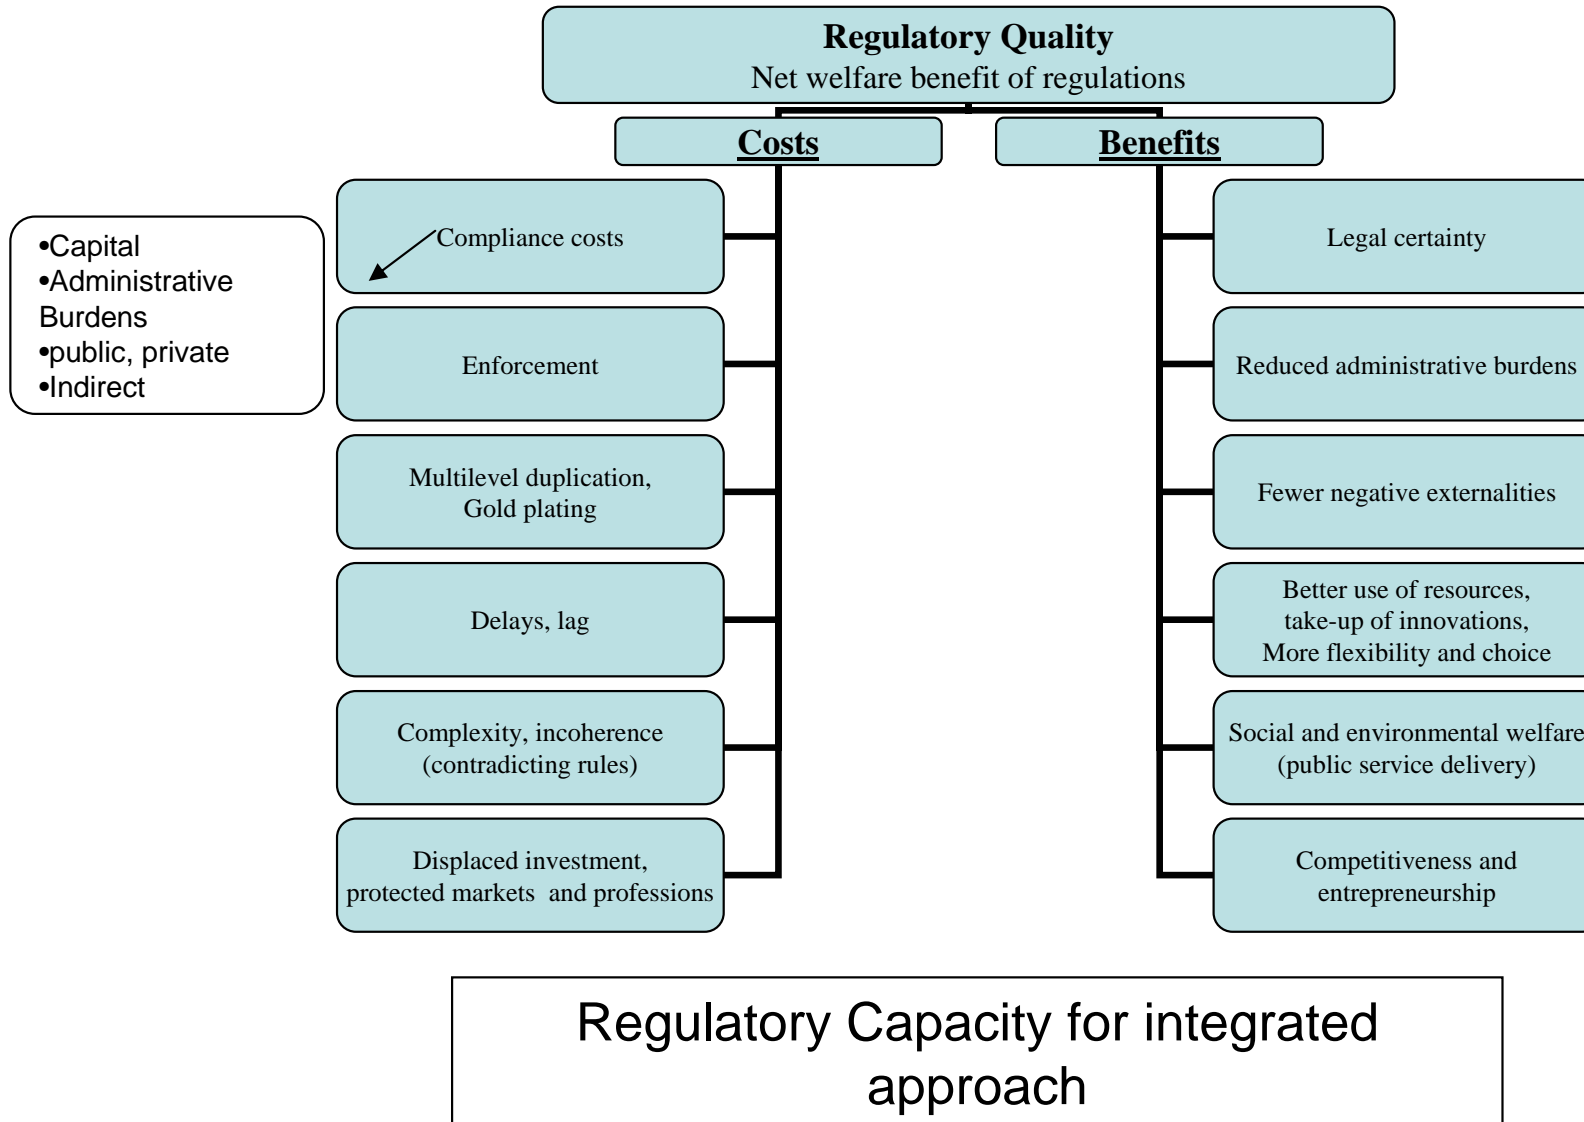 Regulatory Quality
Net welfare benefit of regulations
Costs
Benefits
•Capital
•Administrative
Burdens
•public, private
•Indirect
Compliance costs
Enforcement
Multilevel duplication,
Gold plating
Delays, lag
Complexity, incoherence
(contradicting rules)
Displaced investment,
protected markets  and professions
Legal certainty
Reduced administrative burdens
Fewer negative externalities
Better use of resources,
take-up of innovations,
More flexibility and choice
Social and environmental welfare
(public service delivery)
Competitiveness and
entrepreneurship
Regulatory Capacity for integrated
approach